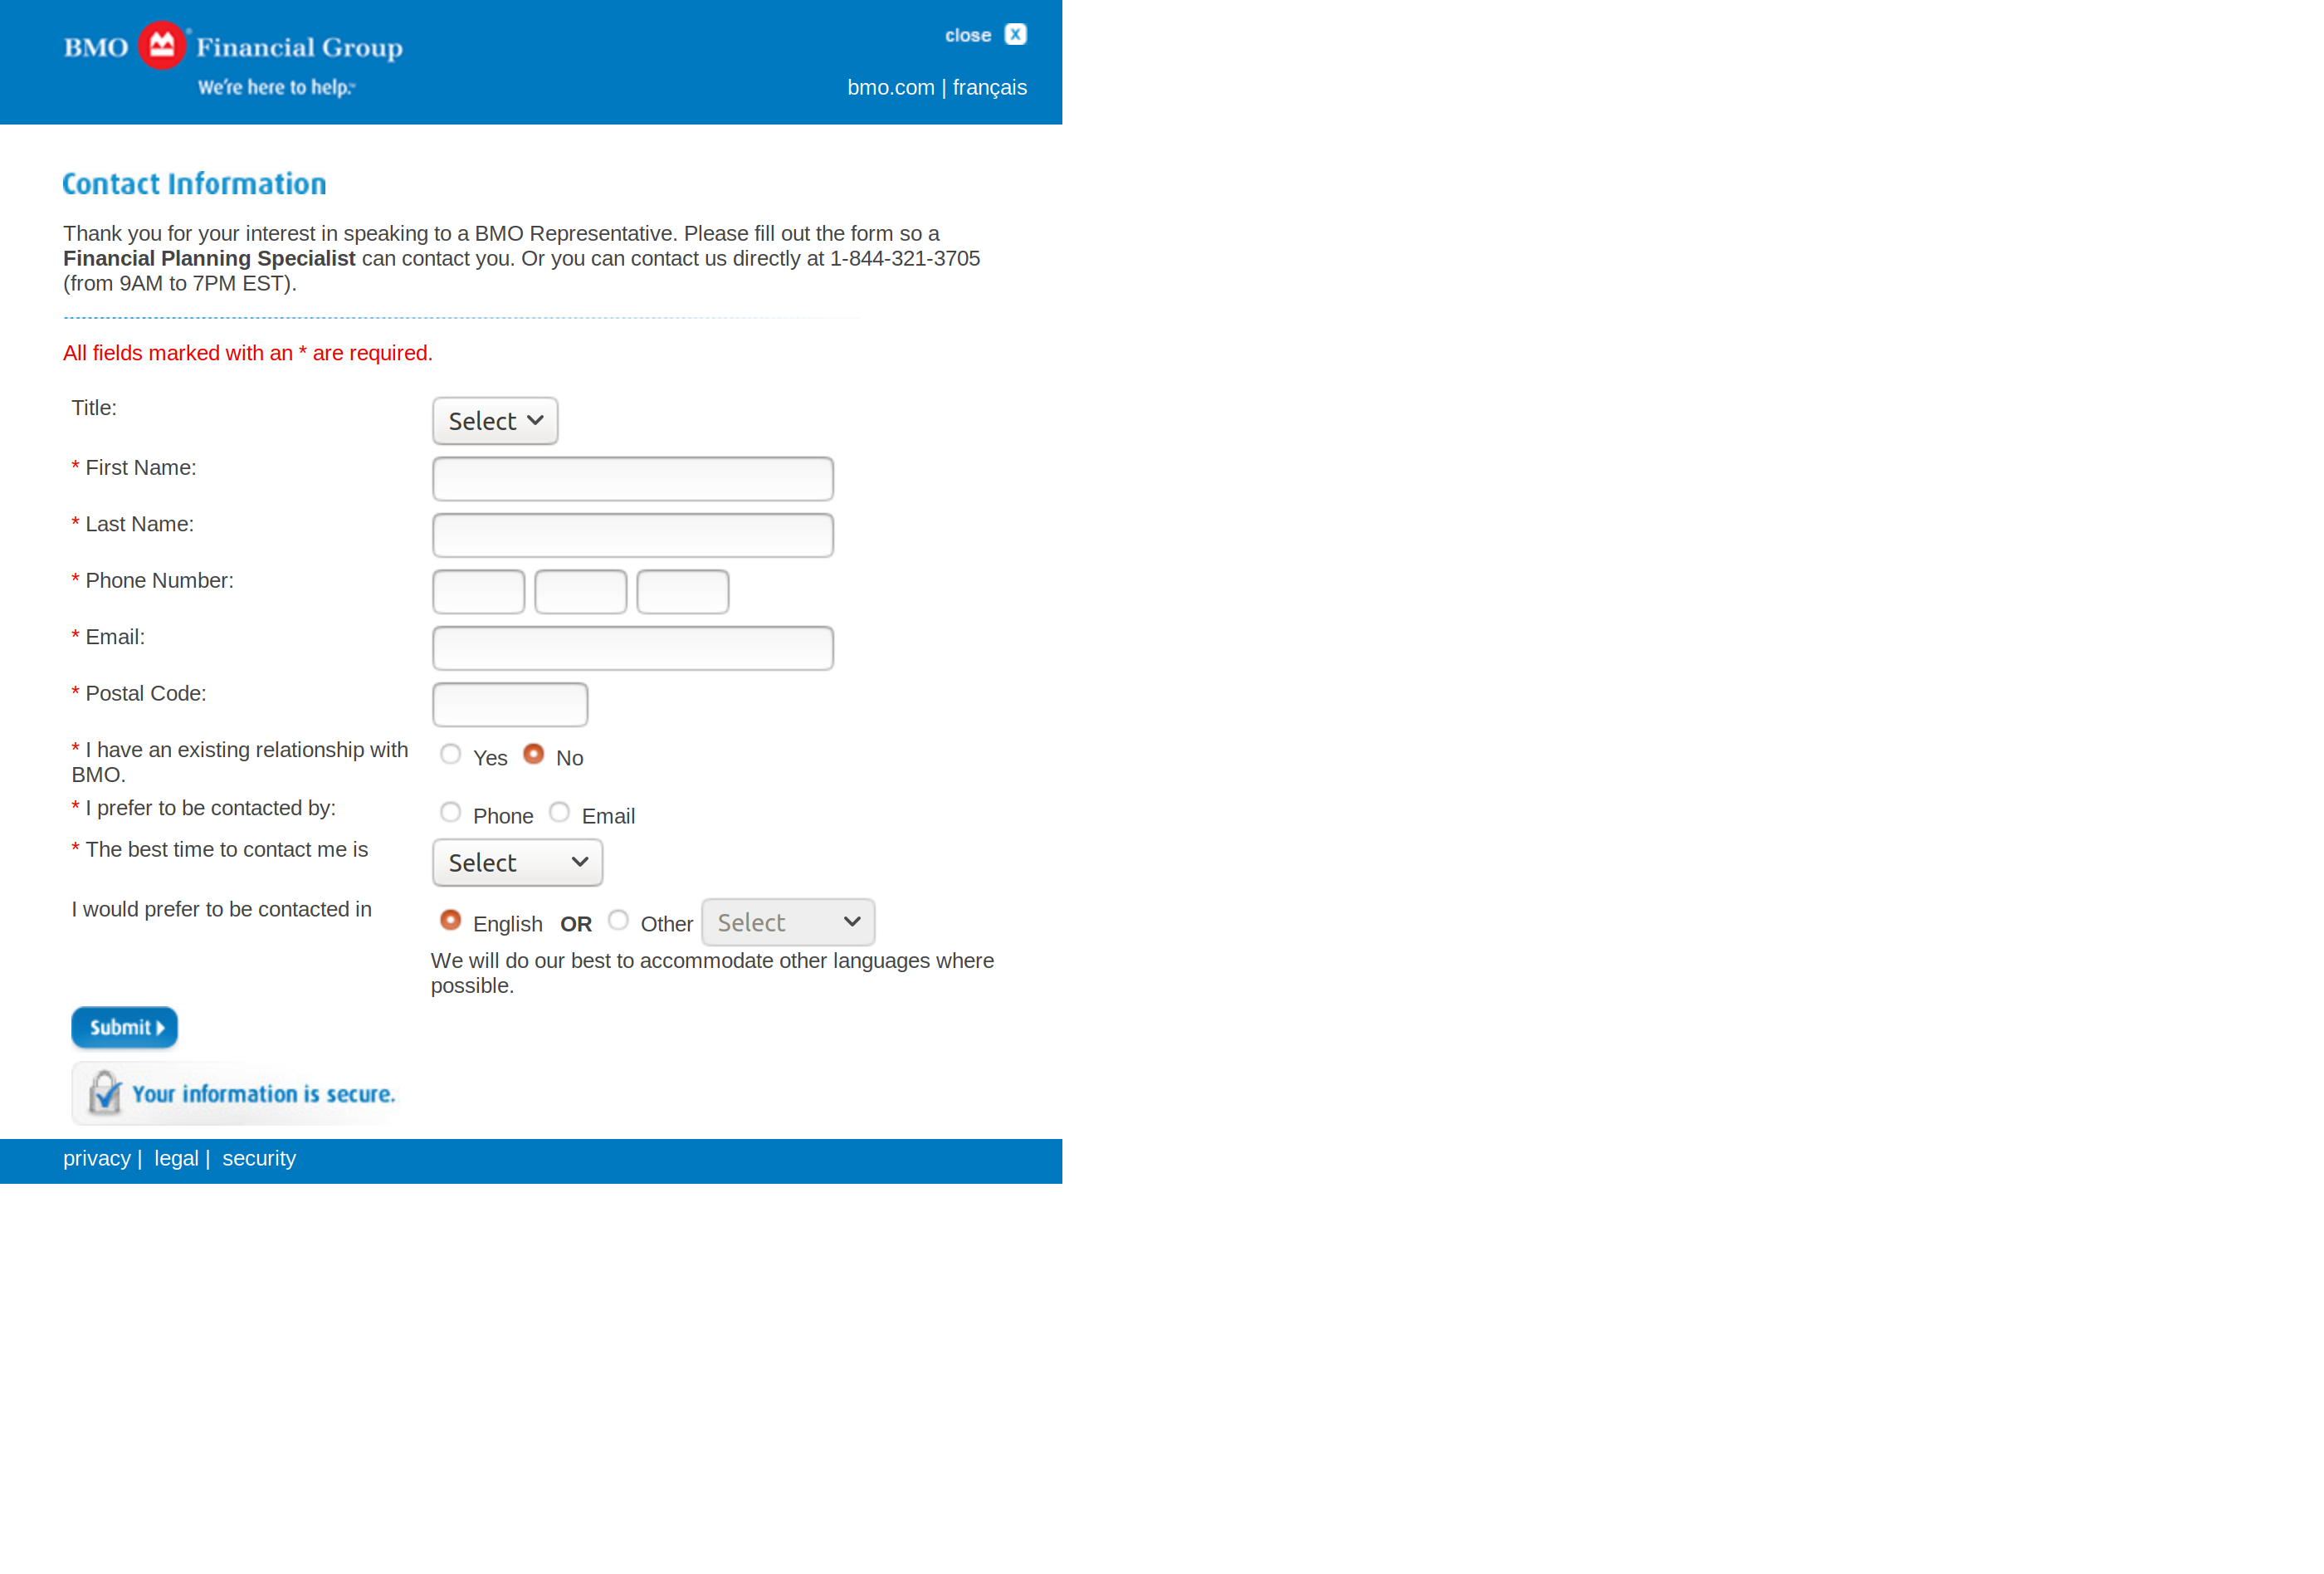 BMO Financial Group
We're here to help.™
close X
bmo.com | français
Contact Information
Thank you for your interest in speaking to a BMO Representative. Please fill out the form so a
Financial Planning Specialist can contact you. Or you can contact us directly at 1-844-321-3705
(from 9AM to 7PM EST).
All fields marked with an * are required.
Title: Select
* First Name:
* Last Name:
* Phone Number:
* Email:
* Postal Code:
* I have an existing relationship with
BMO. Yes No
* I prefer to be contacted by: Phone Email
* The best time to contact me is Select
I would prefer to be contacted in English OR Other Select
We will do our best to accommodate other languages where
possible.
Submit
Your information is secure.
privacy | legal | security